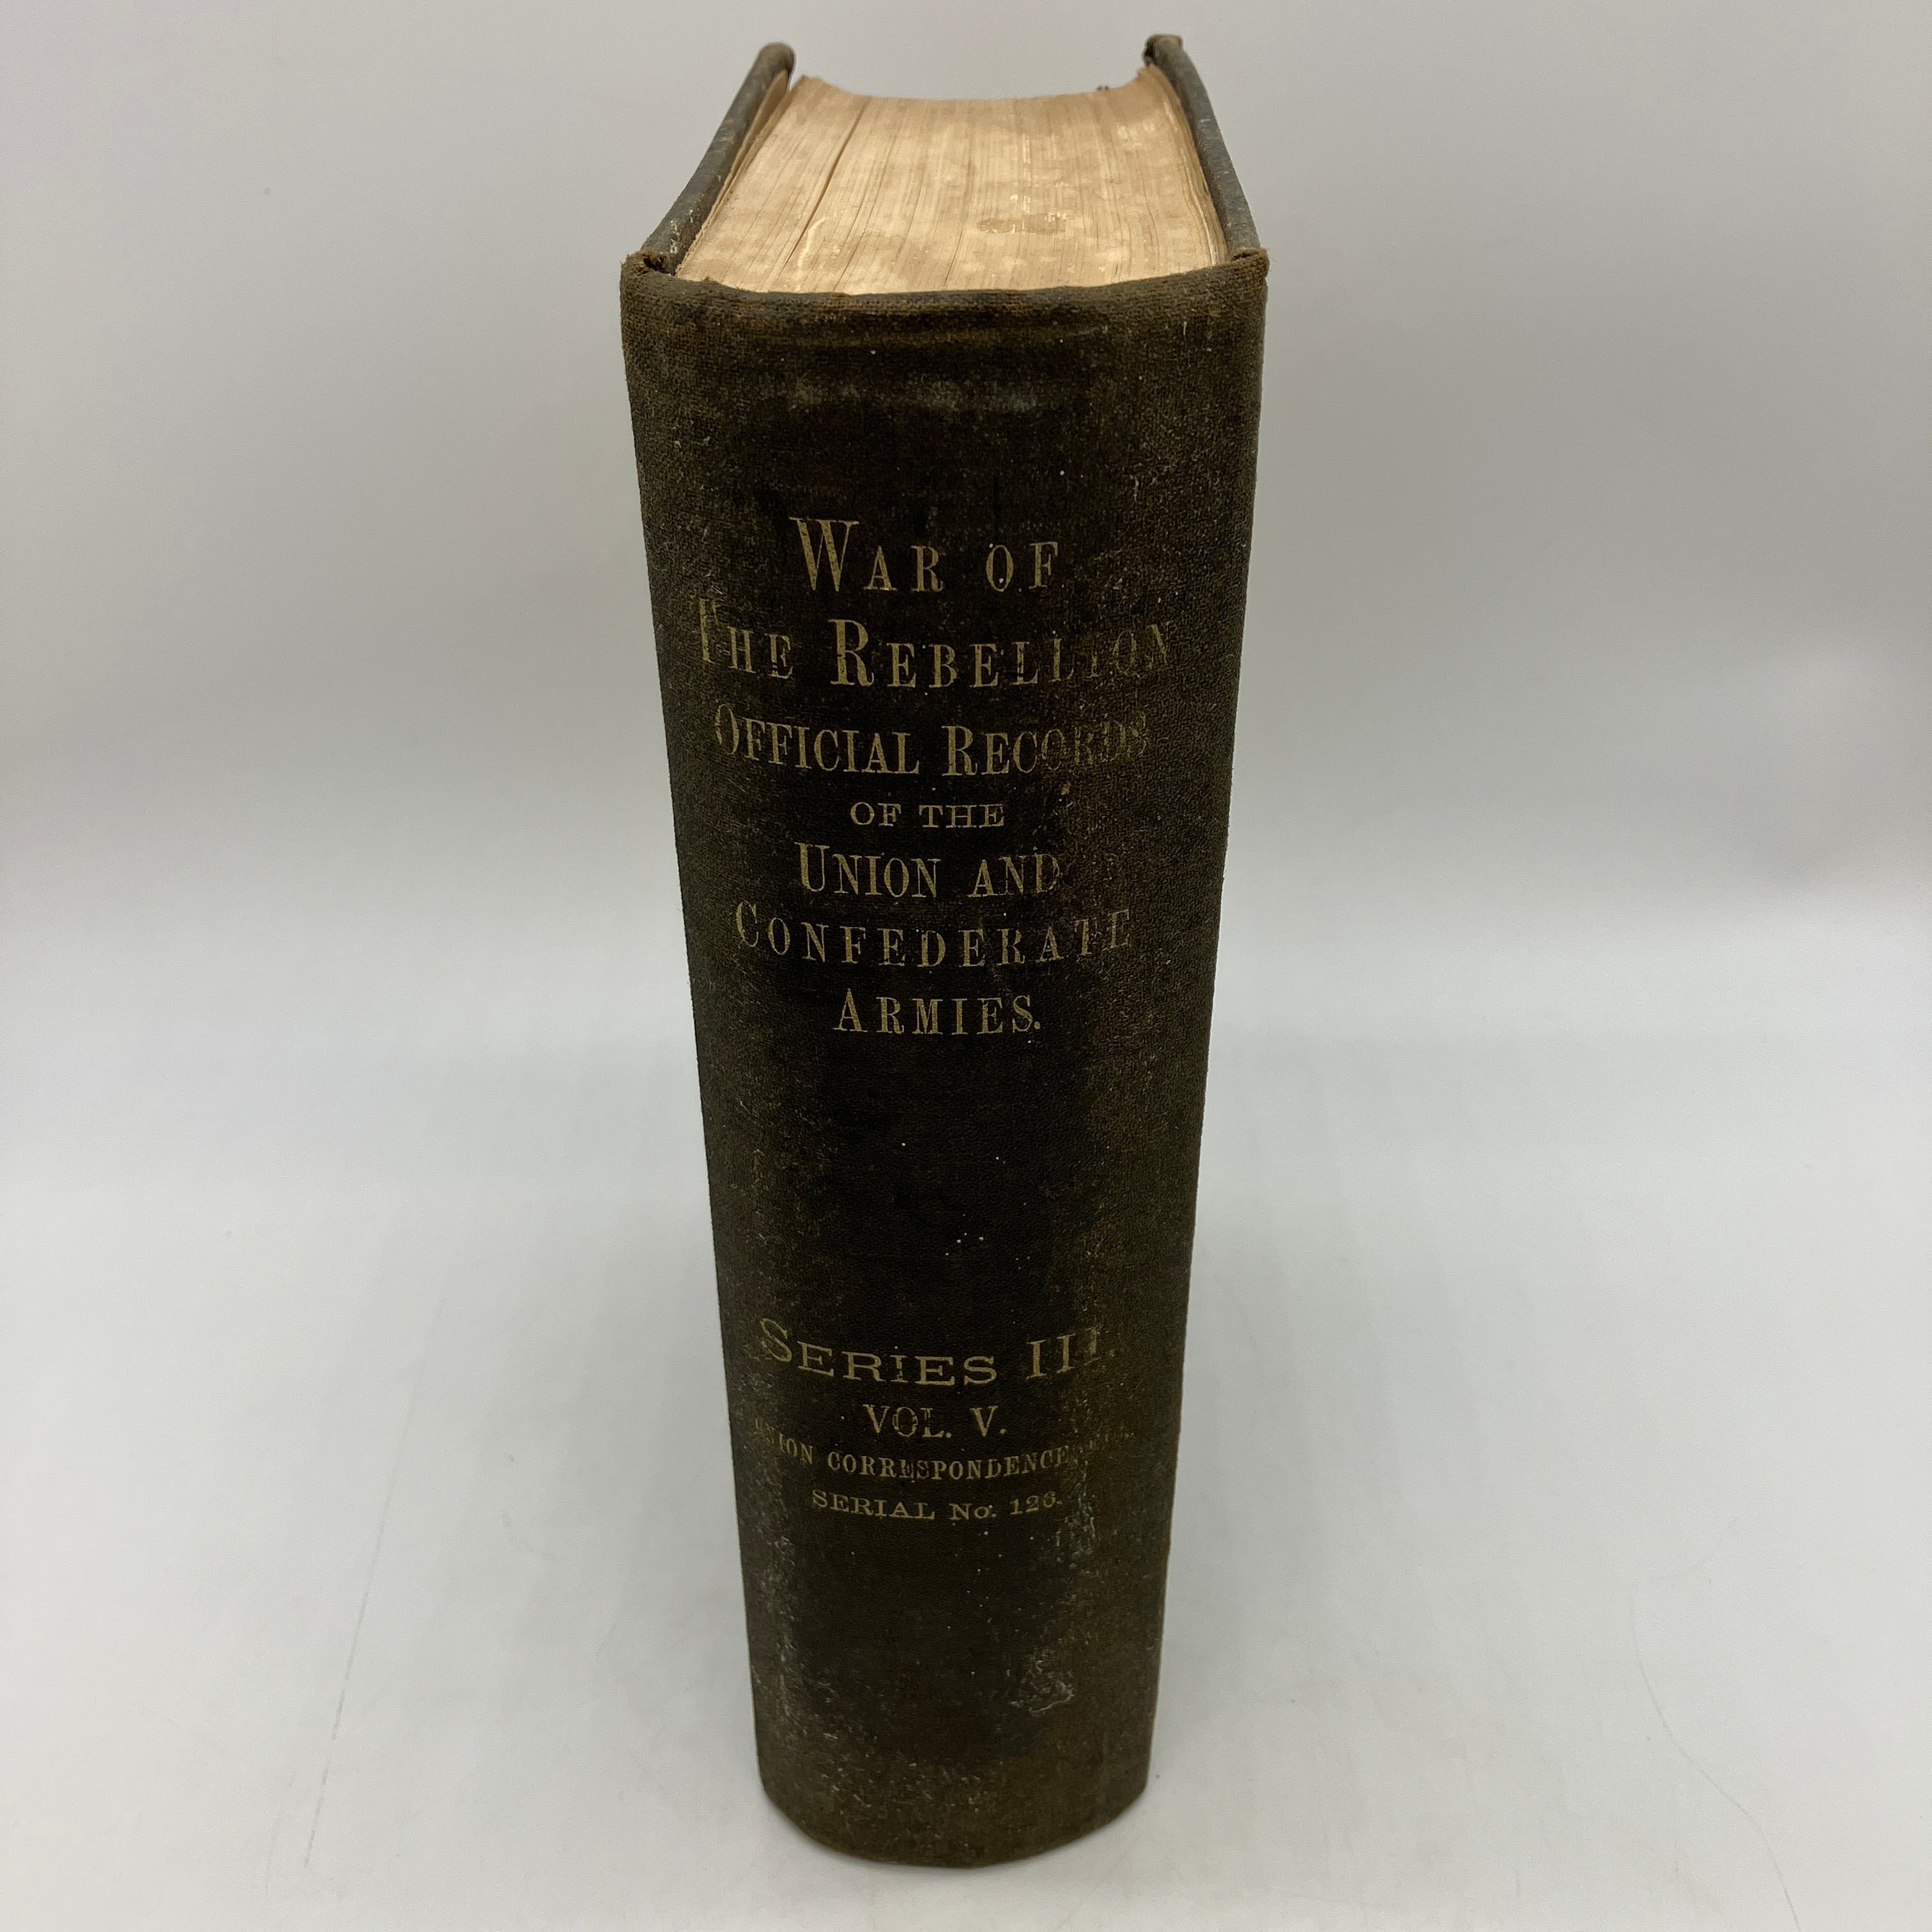 WAR OF
THE REBELLION
OFFICIAL RECORDS
OF THE
UNION AND
CONFEDERATE
ARMIES.
SERIES III.
VOL. V.
UNION CORRESPONDENCE
SERIAL No. 126.